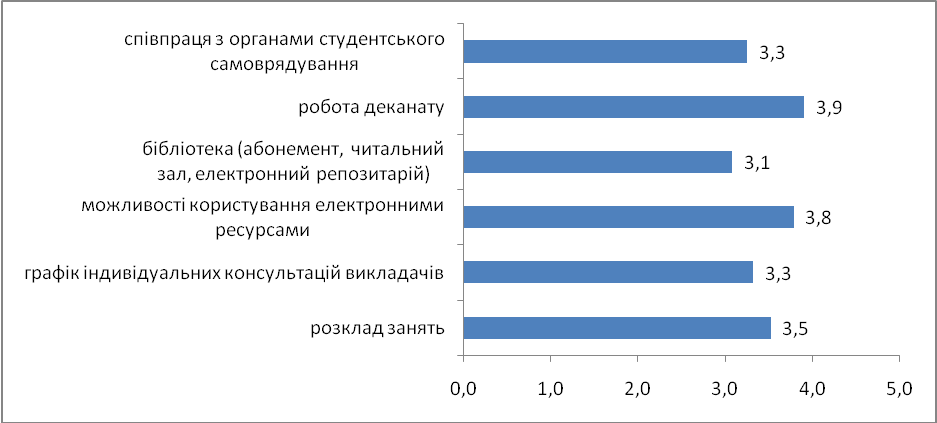 співпраця з органами студентського
самоврядування
3,3
робота деканату
3,9
бібліотека (абонемент, читальний
зал, електронний репозитарій)
3,1
можливості користування електронними
ресурсами
3,8
графік індивідуальних консультацій викладачів
3,3
розклад занять
3,5
0,0 1,0 2,0 3,0 4,0 5,0